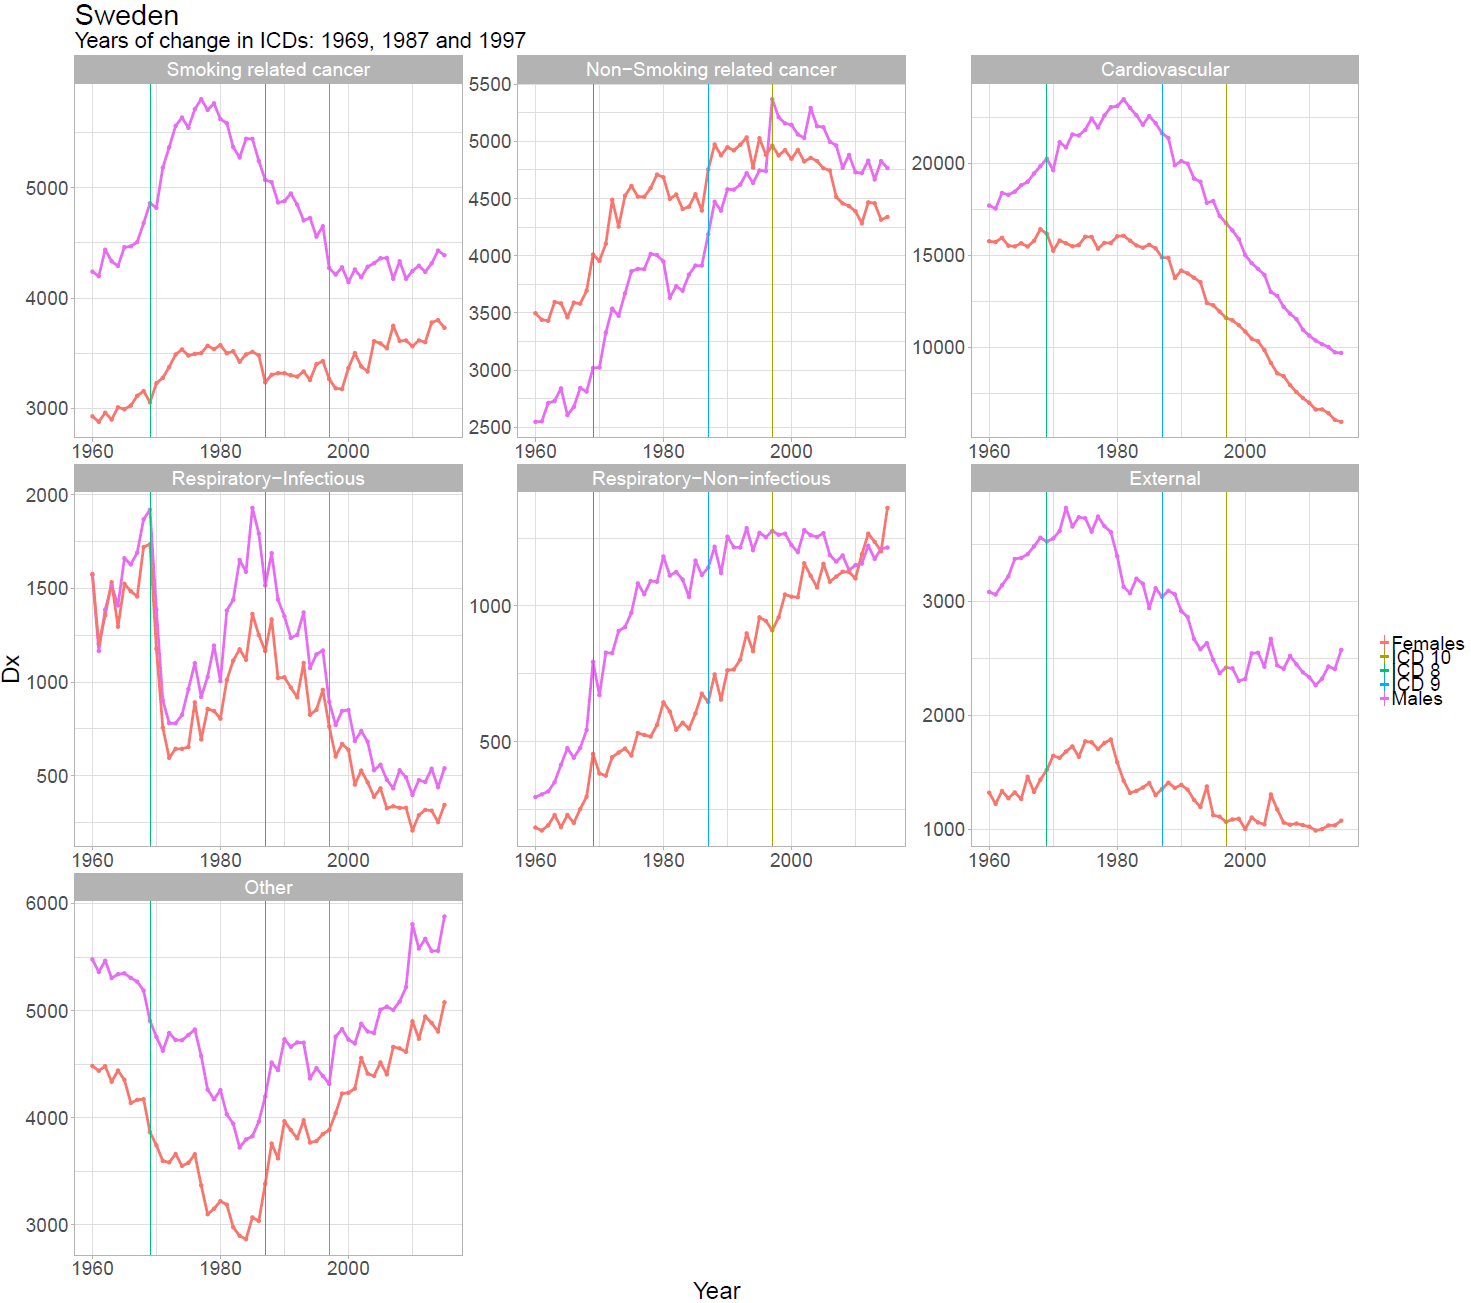 Sweden
Years of change in ICDs: 1969, 1987 and 1997
Smoking related cancer
Non−Smoking related cancer
Cardiovascular
5000
4000
3000
1960 1980 2000
5500
5000
4500
4000
3500
3000
2500
1960 1980 2000
20000
15000
10000
1960 1980 2000
Respiratory−Infectious
Respiratory−Non−infectious
External
2000
1500
1000
500
1960 1980 2000
1000
500
1960 1980 2000
3000
2000
1000
1960 1980 2000
Other
6000
5000
4000
3000
1960 1980 2000
Dx
Year
Females
ICD 10
ICD 8
ICD 9
Males